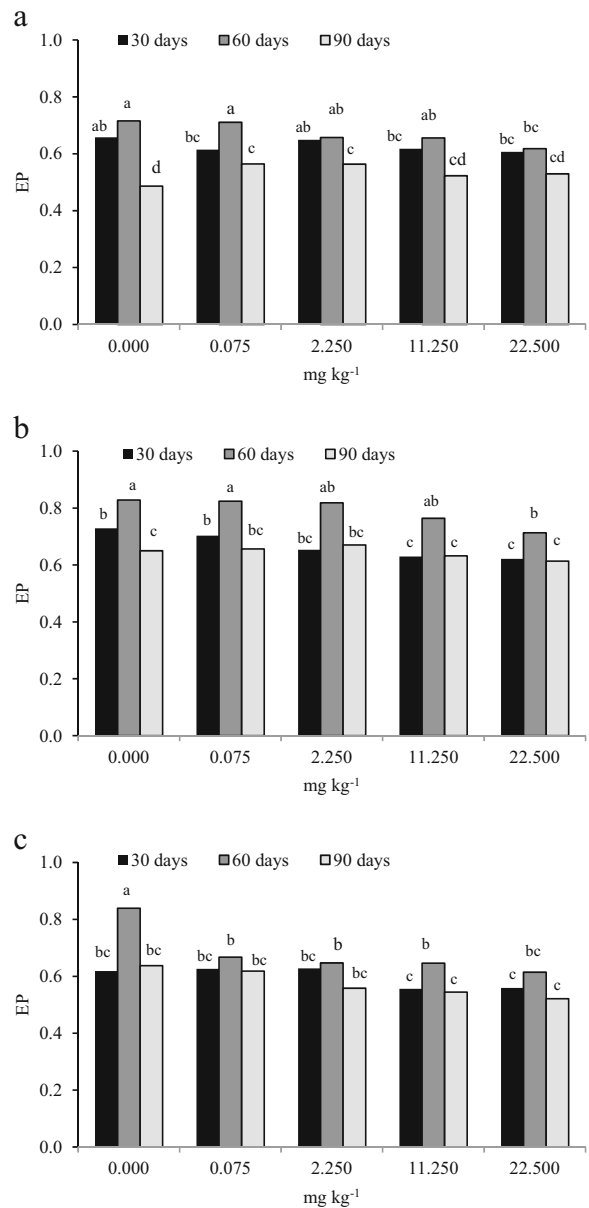 a
30 days 60 days 90 days
1.0
0.8
0.6
0.4
0.2
0.0
EP
ab a d
bc a c
ab ab c
bc ab cd
bc bc cd
0.000 0.075 2.250 11.250 22.500
mg kg-1
b
30 days 60 days 90 days
1.0
0.8
0.6
0.4
0.2
0.0
EP
b a c
b a bc
bc ab bc
c ab c
c b c
0.000 0.075 2.250 11.250 22.500
mg kg-1
c
30 days 60 days 90 days
1.0
0.8
0.6
0.4
0.2
0.0
EP
bc a bc
bc b bc
bc b bc
c b c
c bc c
0.000 0.075 2.250 11.250 22.500
mg kg-1